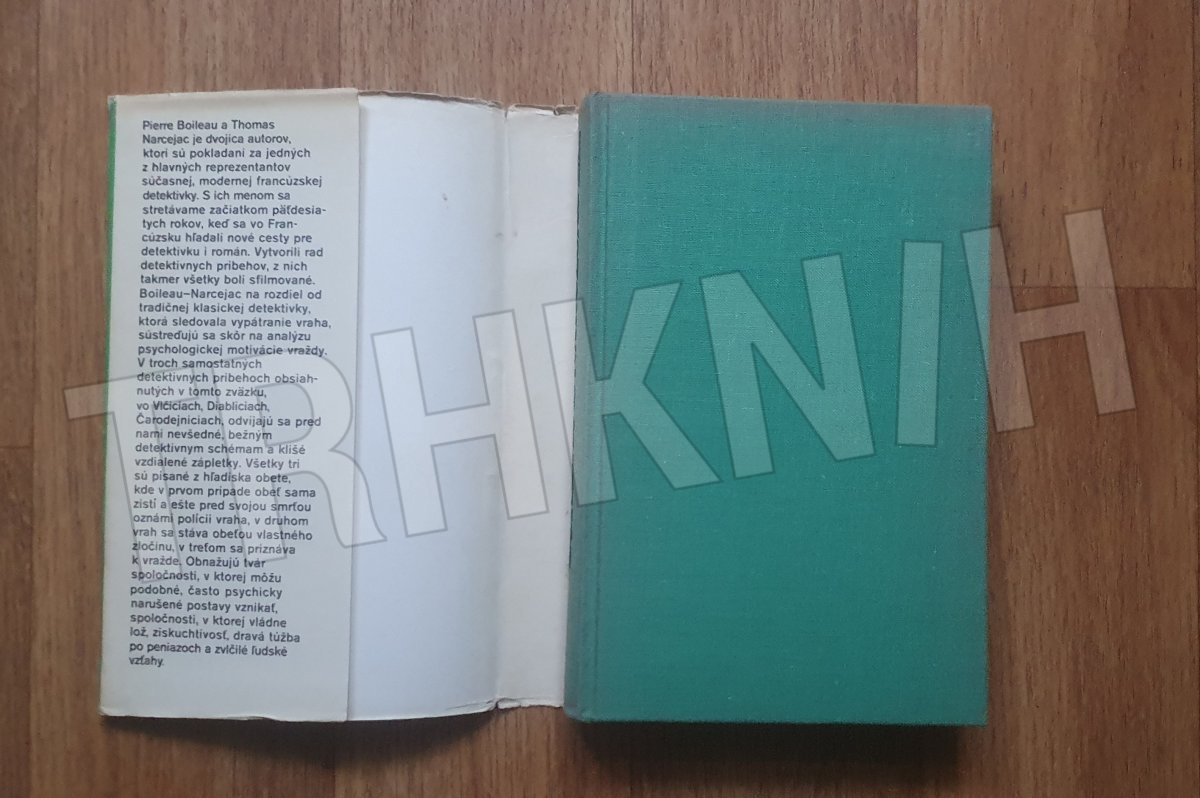 Pierre Boileau a Thomas
Narcejac je dvojica autorov,
ktorí sú pokladaní za jedných
z hlavných reprezentantov
súčasnej, modernej francúzskej
detektívky. S ich menom sa
stretávame začiatkom päťdesia-
tych rokov, keď sa vo Fran-
cúzsku hľadali nové cesty pre
detektívku i román. Vytvorili rad
detektívnych príbehov, z nich
takmer všetky boli sfilmované.
Boileau—Narcejac na rozdiel od
tradičnej klasickej detektívky,
ktorá sledovala vypátranie vraha,
sústreďujú sa skôr na analýzu
psychologickej motivácie vraždy.
V troch samostatných
detektívnych príbehoch obsiah-
nutých v tomto zväzku,
vo Vlčiciach, Diabliciach,
Čarodejniciach, odvíjajú sa pred
nami nevšedné, bežným
detektívnym schémam a klišé
vzdialené zápletky. Všetky tri
sú písané z hľadiska obete,
kde v prvom prípade obeť sama
zistí a ešte pred svojou smrťou
oznámi polícii vraha, v druhom
vrah sa stáva obeťou vlastného
zločinu, v treťom sa priznáva
k vražde. Obnažujú tvár
spoločnosti, v ktorej môžu
podobné, často psychicky
narušené postavy vznikať,
spoločnosti, v ktorej vládne
lož, ziskuchtivosť, dravá túžba
po peniazoch a zvlčilé ľudské
vzťahy.
TRHKNIH